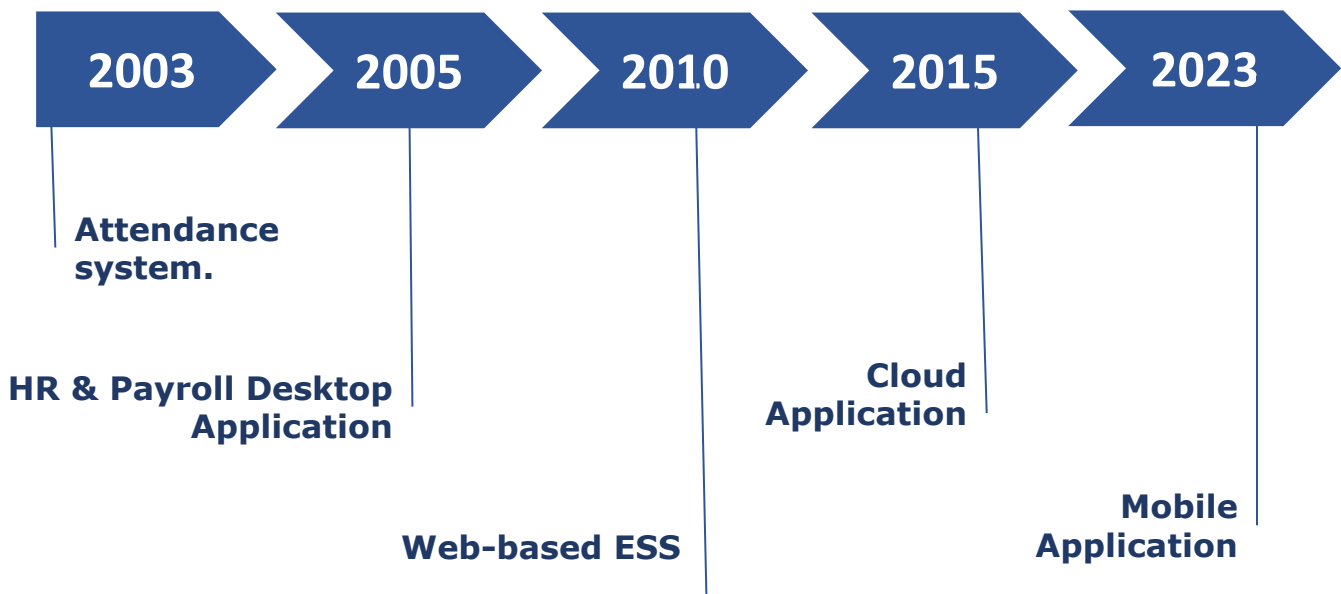 2003
2005
2010
2015
2023
Attendance
system.
HR & Payroll Desktop
Application
Web-based ESS
Cloud
Application
Mobile
Application